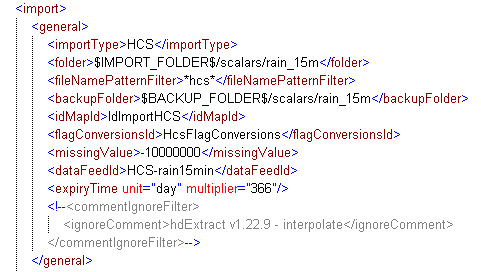 <import>
<general>
<importType>HCS</importType>
<folder>$IMPORT_FOLDER$/scalars/rain_15m</folder>
<fileNamePatternFilter>*hcs*</fileNamePatternFilter>
<backupFolder>$BACKUP_FOLDER$/scalars/rain_15m</backupFolder>
<idMapId>IdImportHCS</idMapId>
<flagConversionsId>HcsFlagConversions</flagConversionsId>
<missingValue>-10000000</missingValue>
<dataFeedId>HCS-rain15min</dataFeedId>
<expiryTime unit="day" multiplier="366"/>
<!--<commentIgnoreFilter>
<ignoreComment>hdExtract v1.22.9 - interpolate</ignoreComment>
</commentIgnoreFilter>-->
</general>